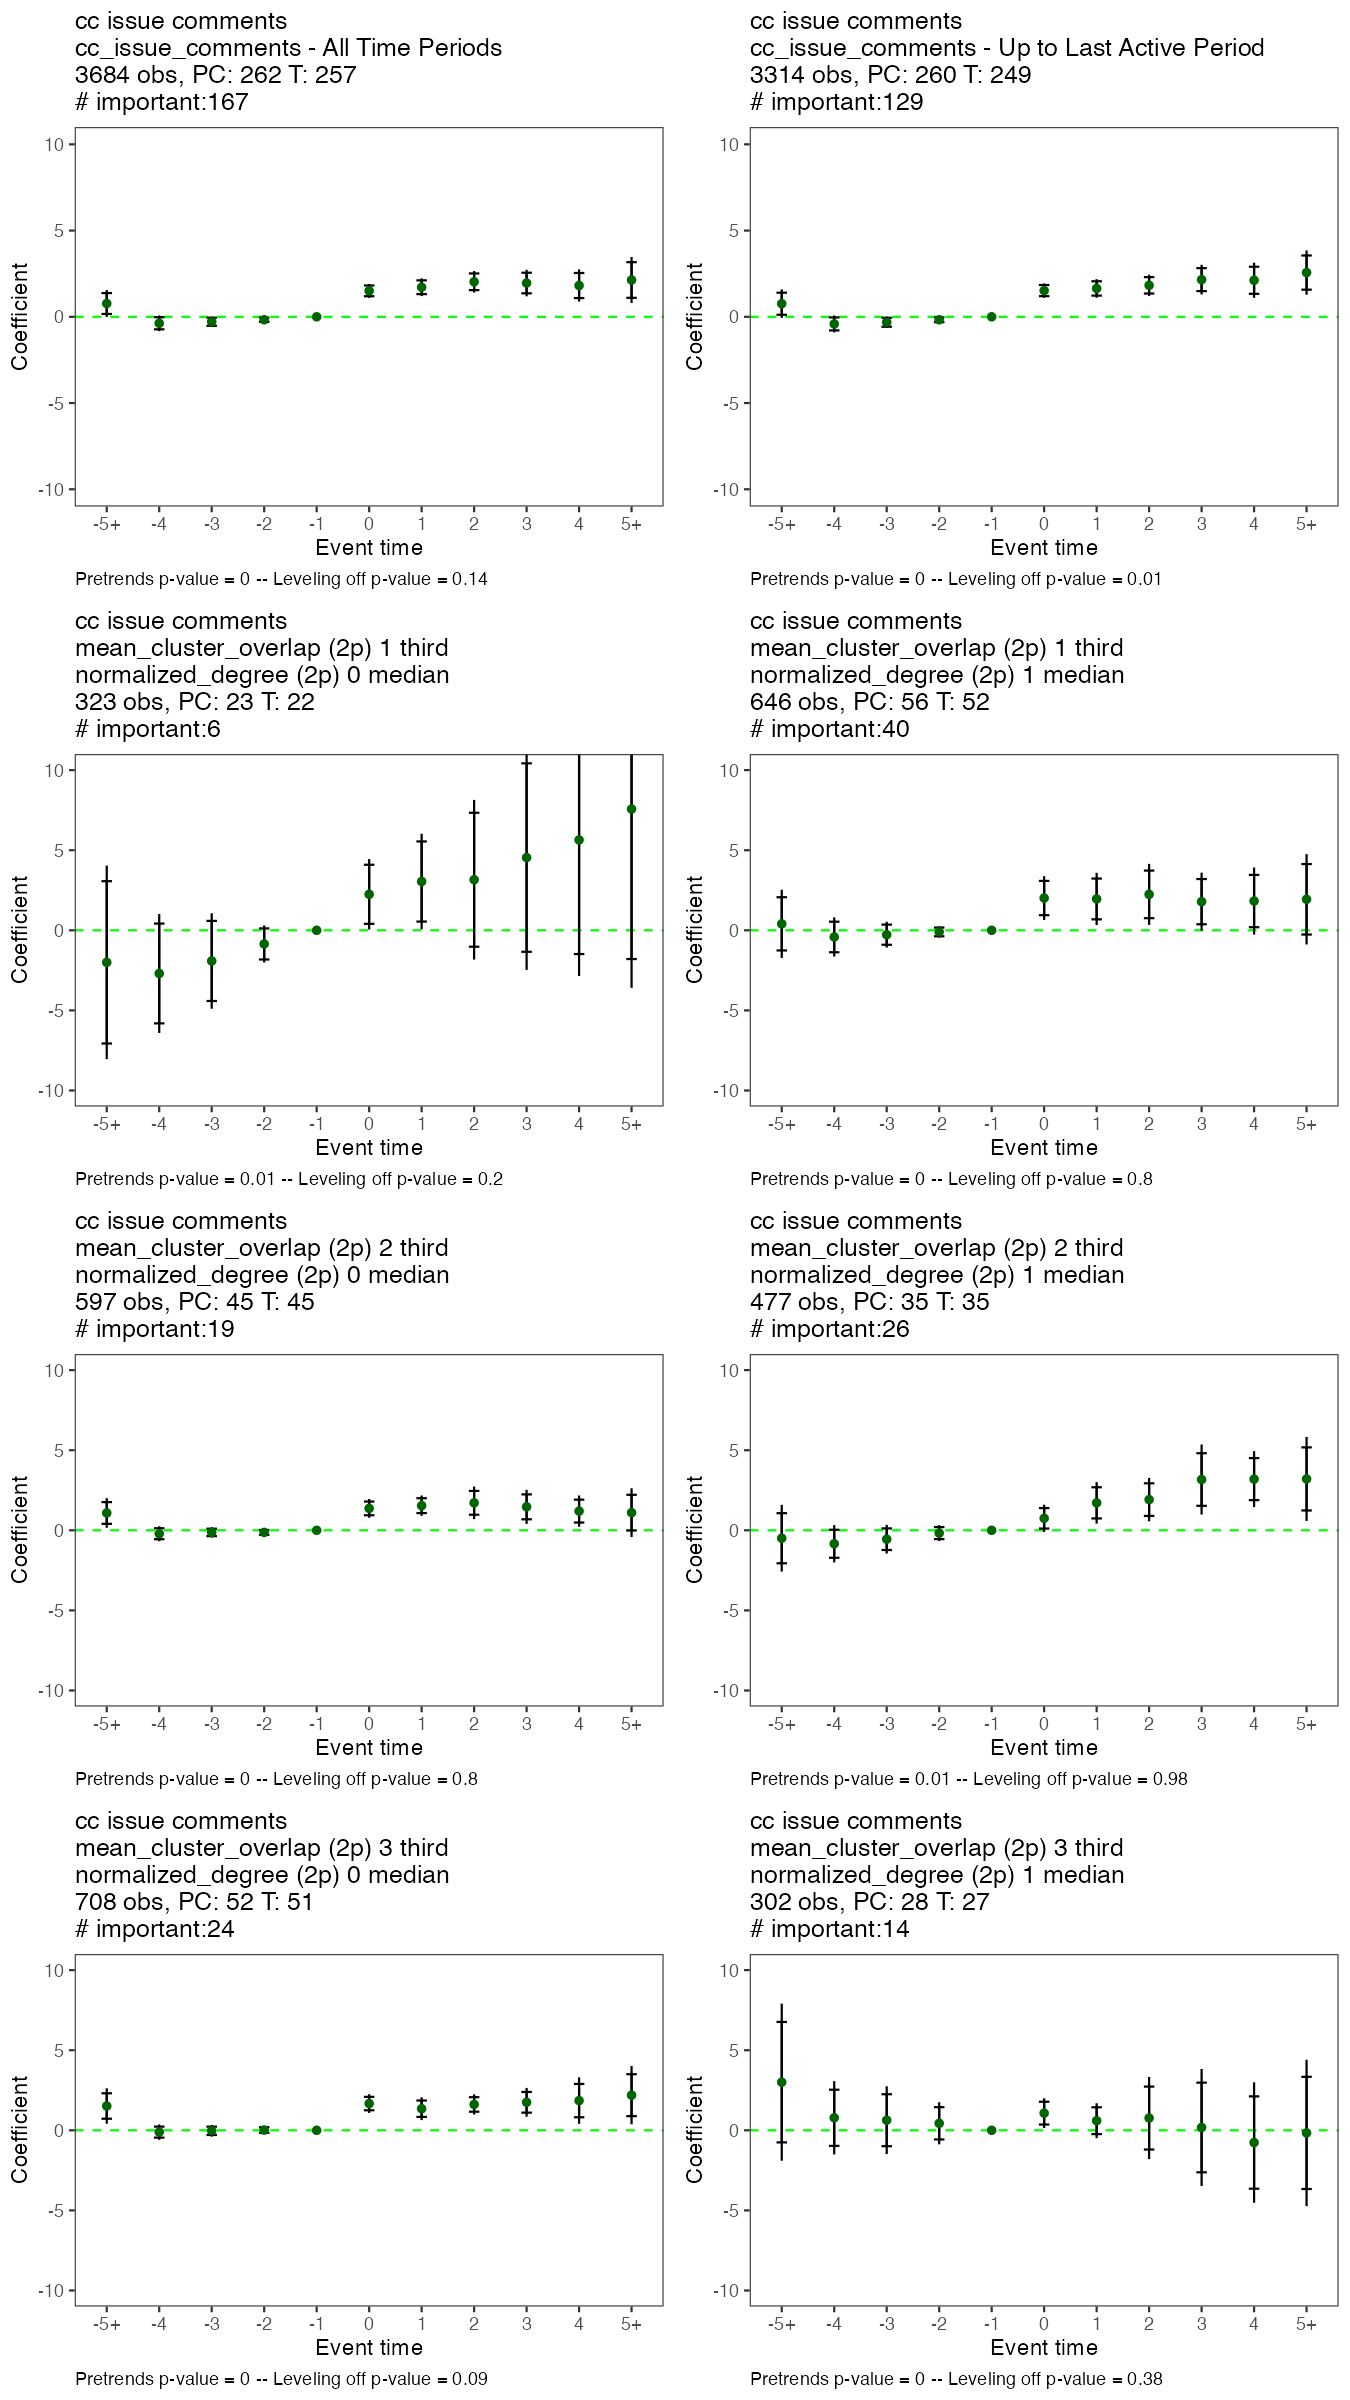 cc issue comments
cc_issue_comments - All Time Periods
3684 obs, PC: 262 T: 257
# important:167
10
5
0
-5
-10
Coefficient
-5+ -4 -3 -2 -1 0 1 2 3 4 5+
Event time
Pretrends p-value = 0 -- Leveling off p-value = 0.14
cc issue comments
cc_issue_comments - Up to Last Active Period
3314 obs, PC: 260 T: 249
# important:129
10
5
0
-5
-10
Coefficient
-5+ -4 -3 -2 -1 0 1 2 3 4 5+
Event time
Pretrends p-value = 0 -- Leveling off p-value = 0.01
cc issue comments
mean_cluster_overlap (2p) 1 third
normalized_degree (2p) 0 median
323 obs, PC: 23 T: 22
# important:6
10
5
0
-5
-10
Coefficient
-5+ -4 -3 -2 -1 0 1 2 3 4 5+
Event time
Pretrends p-value = 0.01 -- Leveling off p-value = 0.2
cc issue comments
mean_cluster_overlap (2p) 1 third
normalized_degree (2p) 1 median
646 obs, PC: 56 T: 52
# important:40
10
5
0
-5
-10
Coefficient
-5+ -4 -3 -2 -1 0 1 2 3 4 5+
Event time
Pretrends p-value = 0 -- Leveling off p-value = 0.8
cc issue comments
mean_cluster_overlap (2p) 2 third
normalized_degree (2p) 0 median
597 obs, PC: 45 T: 45
# important:19
10
5
0
-5
-10
Coefficient
-5+ -4 -3 -2 -1 0 1 2 3 4 5+
Event time
Pretrends p-value = 0 -- Leveling off p-value = 0.8
cc issue comments
mean_cluster_overlap (2p) 2 third
normalized_degree (2p) 1 median
477 obs, PC: 35 T: 35
# important:26
10
5
0
-5
-10
Coefficient
-5+ -4 -3 -2 -1 0 1 2 3 4 5+
Event time
Pretrends p-value = 0.01 -- Leveling off p-value = 0.98
cc issue comments
mean_cluster_overlap (2p) 3 third
normalized_degree (2p) 0 median
708 obs, PC: 52 T: 51
# important:24
10
5
0
-5
-10
Coefficient
-5+ -4 -3 -2 -1 0 1 2 3 4 5+
Event time
Pretrends p-value = 0 -- Leveling off p-value = 0.09
cc issue comments
mean_cluster_overlap (2p) 3 third
normalized_degree (2p) 1 median
302 obs, PC: 28 T: 27
# important:14
10
5
0
-5
-10
Coefficient
-5+ -4 -3 -2 -1 0 1 2 3 4 5+
Event time
Pretrends p-value = 0 -- Leveling off p-value = 0.38